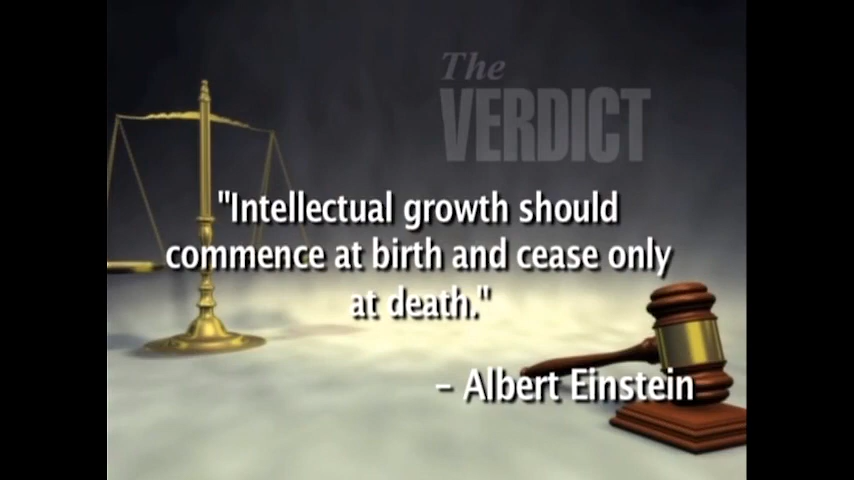 The
VERDICT
"Intellectual growth should
commence at birth and cease only
at death."
– Albert Einstein